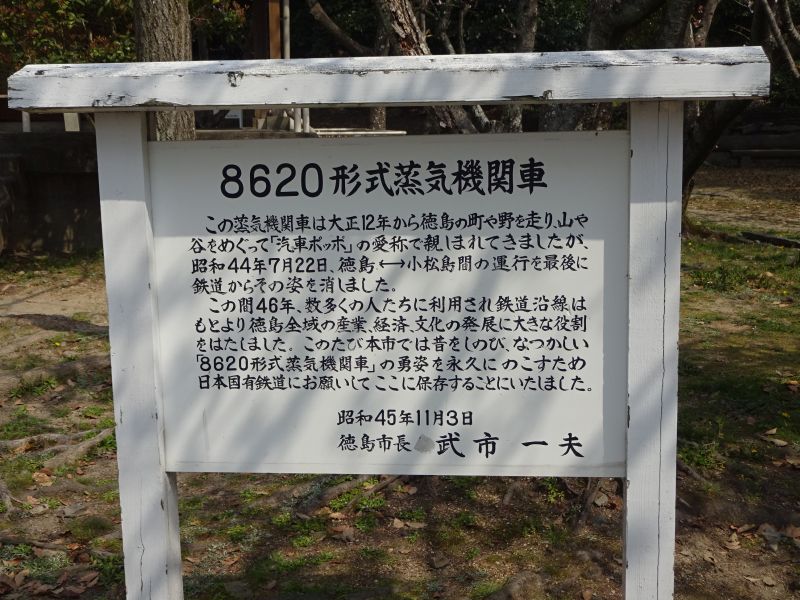 8620形式蒸気機関車
この蒸気機関車は大正12年から徳島の町や野を走り、山や
谷をめぐって「汽車ポッポ」の愛称で親しまれてきましたが、
昭和44年7月22日、徳島⟷小松島間の運行を最後に
鉄道からその姿を消しました。
この間46年、数多くの人たちに利用され鉄道沿線は
もとより徳島全域の産業、経済、文化の発展に大きな役割
をはたしました。このたび本市では昔をしのび、なつかしい
「8620形式蒸気機関車」の勇姿を永久にのこすため
日本国有鉄道にお願いしてここに保存することにいたしました。
昭和45年11月3日
徳島市長 武市 一夫